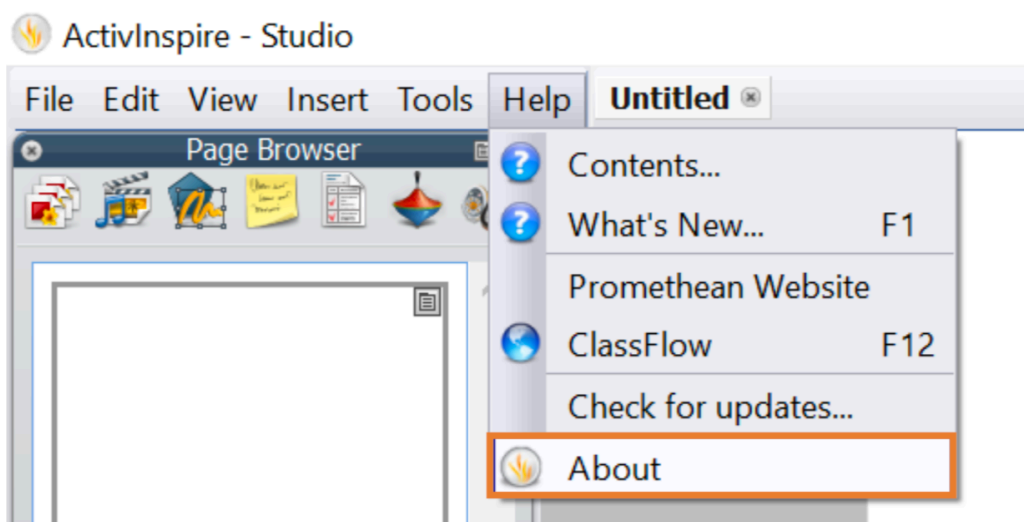 ActivInspire - Studio
File Edit View Insert Tools Help Untitled
Page Browser
Contents...
What's New... F1
Promethean Website
ClassFlow F12
Check for updates...
About